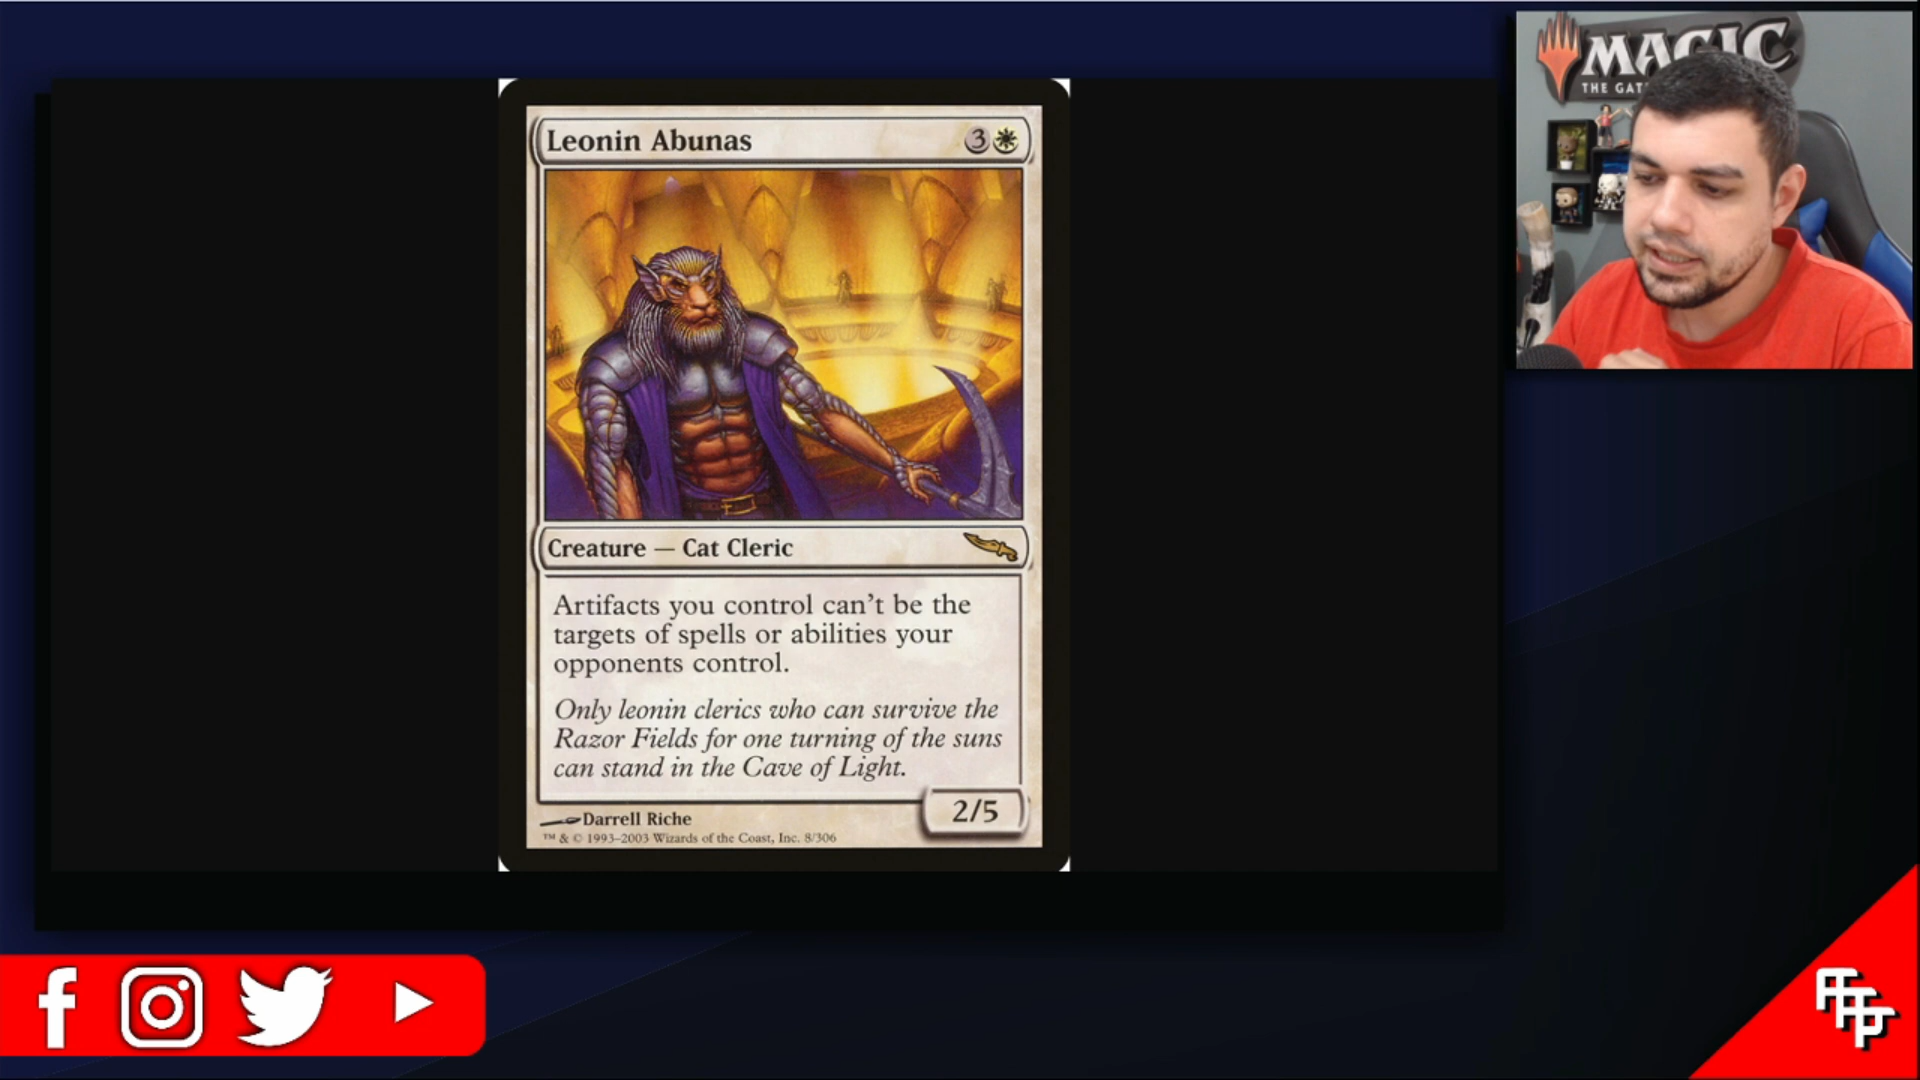 Leonin Abunas
3
Creature — Cat Cleric
Artifacts you control can't be the
targets of spells or abilities your
opponents control.
Only leonin clerics who can survive the
Razor Fields for one turning of the suns
can stand in the Cave of Light.
2/5
Darrell Riche
™ & © 1993–2003 Wizards of the Coast, Inc. 8/306
MAGIC
THE